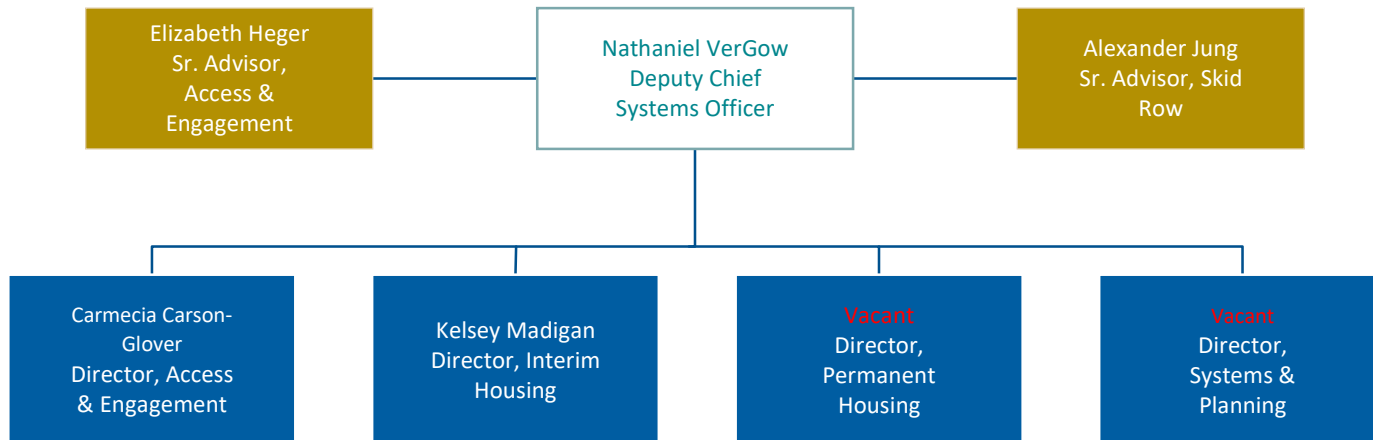 Elizabeth Heger
Sr. Advisor,
Access &
Engagement
Nathaniel VerGow
Deputy Chief
Systems Officer
Alexander Jung
Sr. Advisor, Skid
Row
Carmecia Carson-
Glover
Director, Access
& Engagement
Kelsey Madigan
Director, Interim
Housing
Vacant
Director,
Permanent
Housing
Vacant
Director,
Systems &
Planning